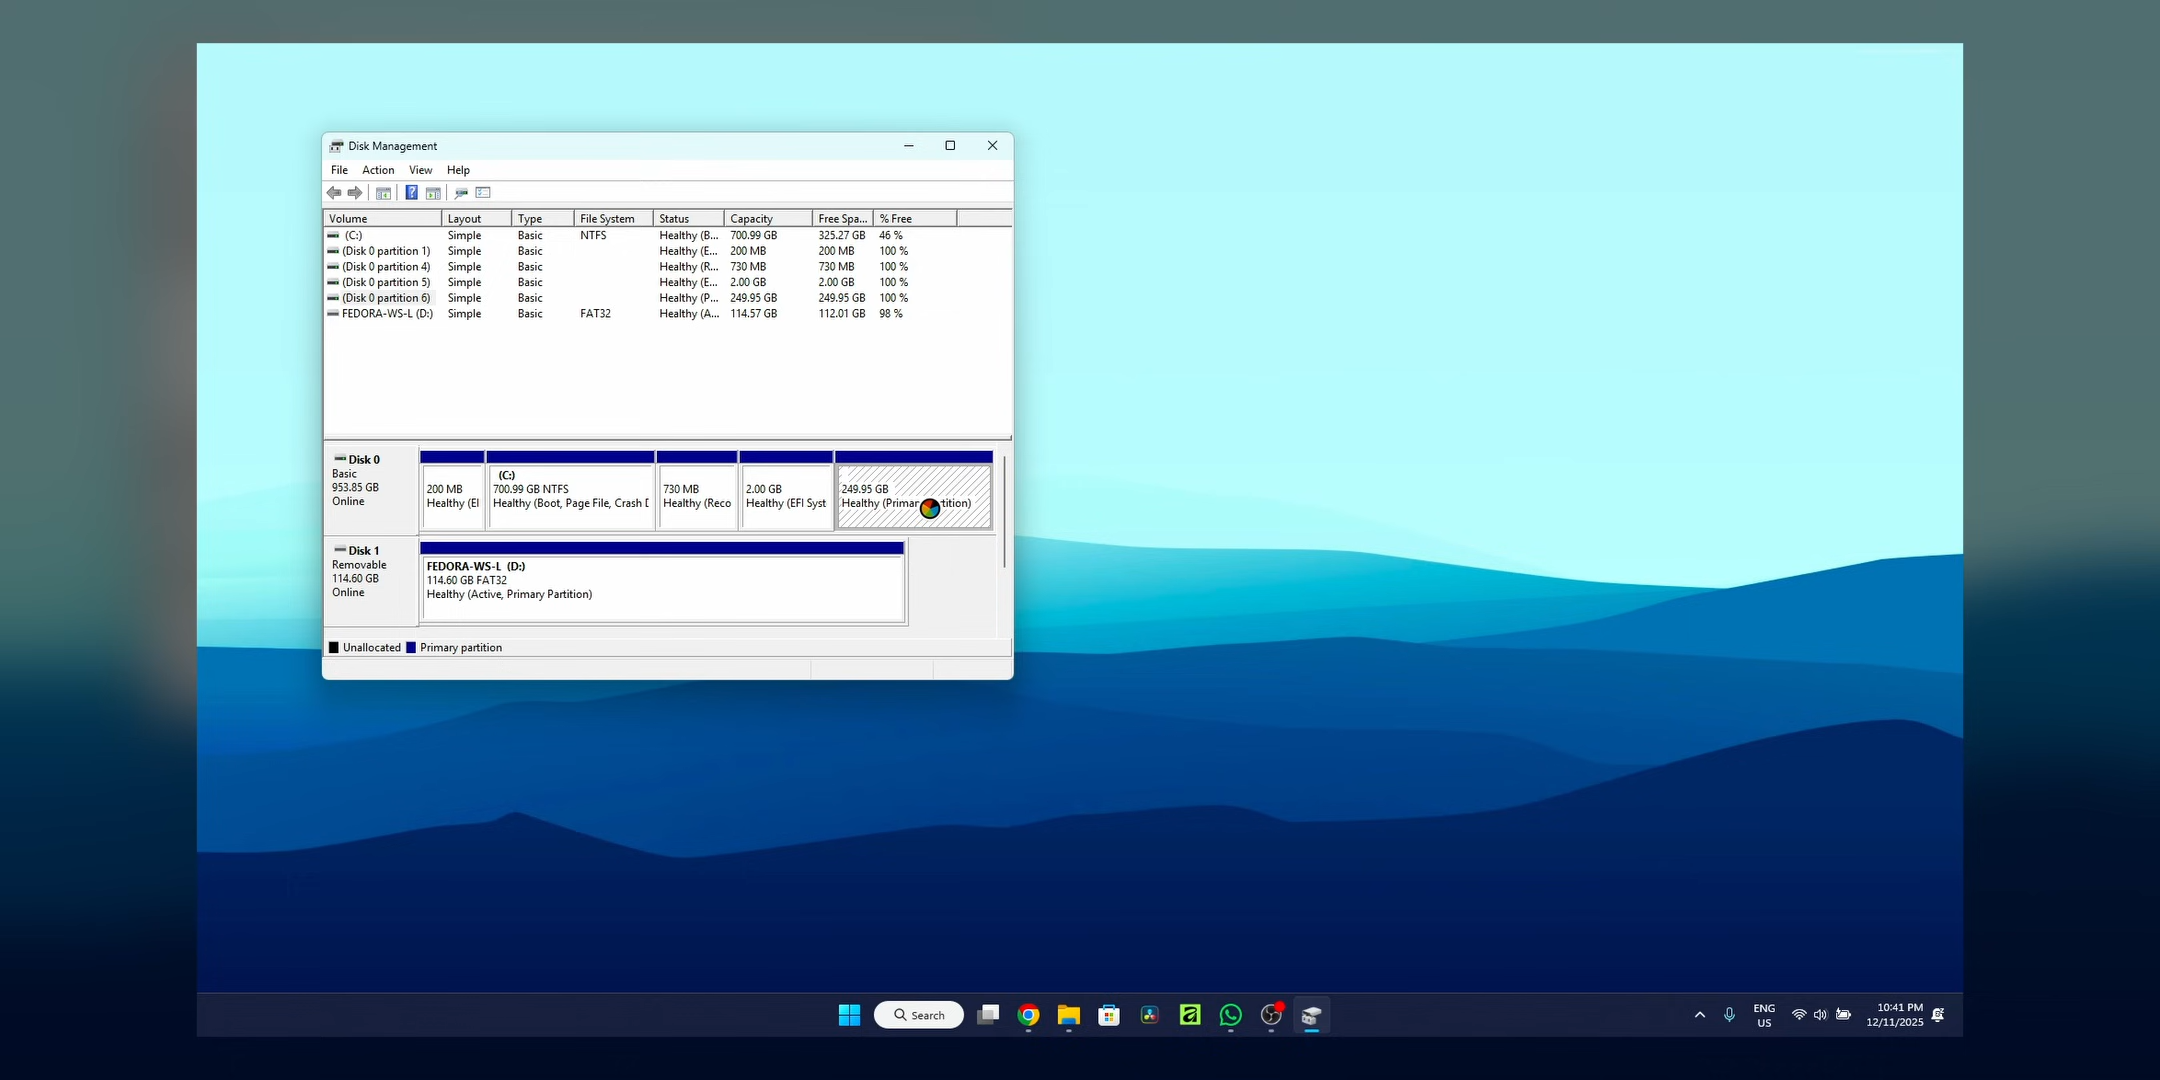 Disk Management
File Action View Help
Volume Layout Type File System Status Capacity Free Spa... % Free
(C:) Simple Basic NTFS Healthy (B... 700.99 GB 325.27 GB 46 %
(Disk 0 partition 1) Simple Basic Healthy (E... 200 MB 200 MB 100 %
(Disk 0 partition 4) Simple Basic Healthy (R... 730 MB 730 MB 100 %
(Disk 0 partition 5) Simple Basic Healthy (E... 2.00 GB 2.00 GB 100 %
(Disk 0 partition 6) Simple Basic Healthy (P... 249.95 GB 249.95 GB 100 %
FEDORA-WS-L (D:) Simple Basic FAT32 Healthy (A... 114.57 GB 112.01 GB 98 %
Disk 0
Basic
953.85 GB
Online
200 MB
Healthy (EI
(C:)
700.99 GB NTFS
Healthy (Boot, Page File, Crash D
730 MB
Healthy (Reco
2.00 GB
Healthy (EFI Syst
249.95 GB
Healthy (Primar tition)
Disk 1
Removable
114.60 GB
Online
FEDORA-WS-L (D:)
114.60 GB FAT32
Healthy (Active, Primary Partition)
Unallocated Primary partition
Search
ENG
US
10:41 PM
12/11/2025